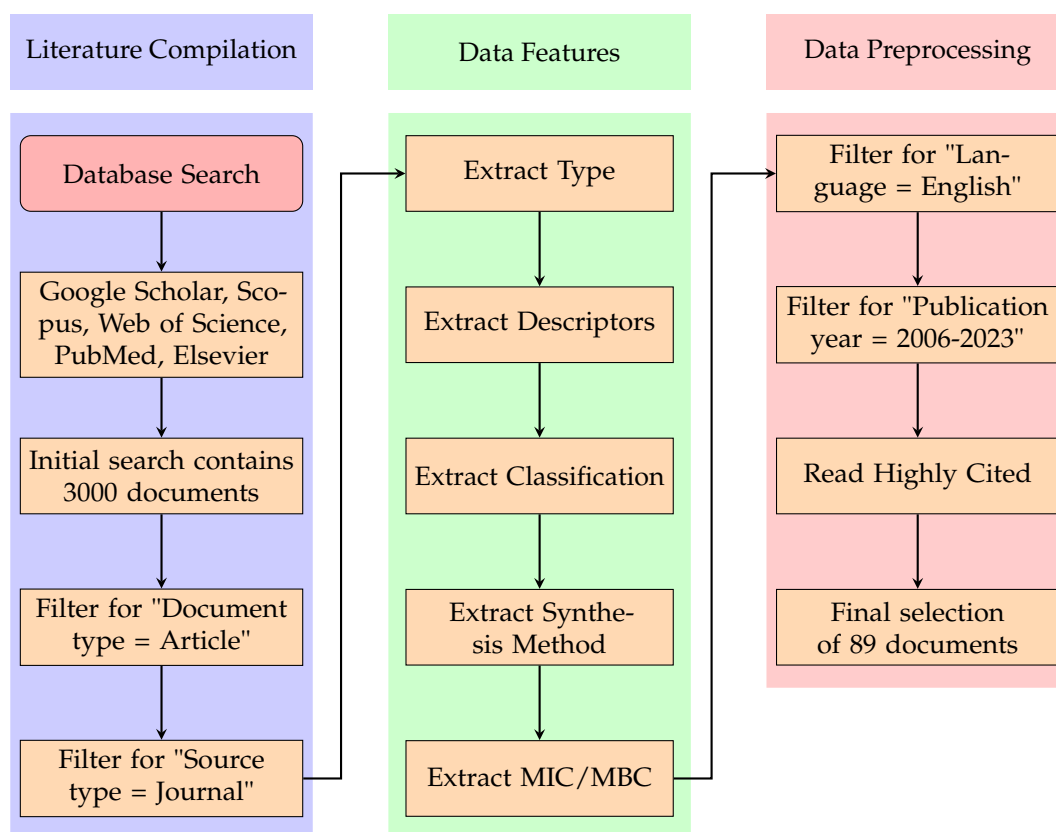 Literature Compilation
Data Features
Data Preprocessing
Database Search
Google Scholar, Sco-
pus, Web of Science,
PubMed, Elsevier
Initial search contains
3000 documents
Filter for "Document
type = Article"
Filter for "Source
type = Journal"
Extract Type
Extract Descriptors
Extract Classification
Extract Synthe-
sis Method
Extract MIC/MBC
Filter for "Lan-
guage = English"
Filter for "Publication
year = 2006-2023"
Read Highly Cited
Final selection
of 89 documents